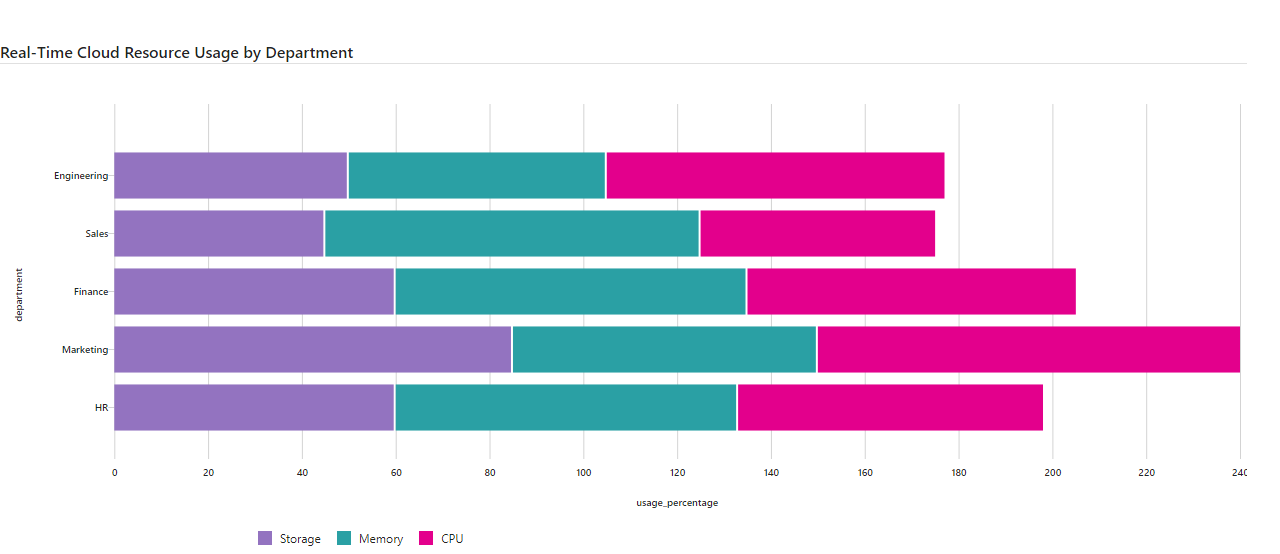 Real-Time Cloud Resource Usage by Department
Engineering
Sales
Finance
Marketing
HR
department
0 20 40 60 80 100 120 140 160 180 200 220 240
usage_percentage
Storage Memory CPU